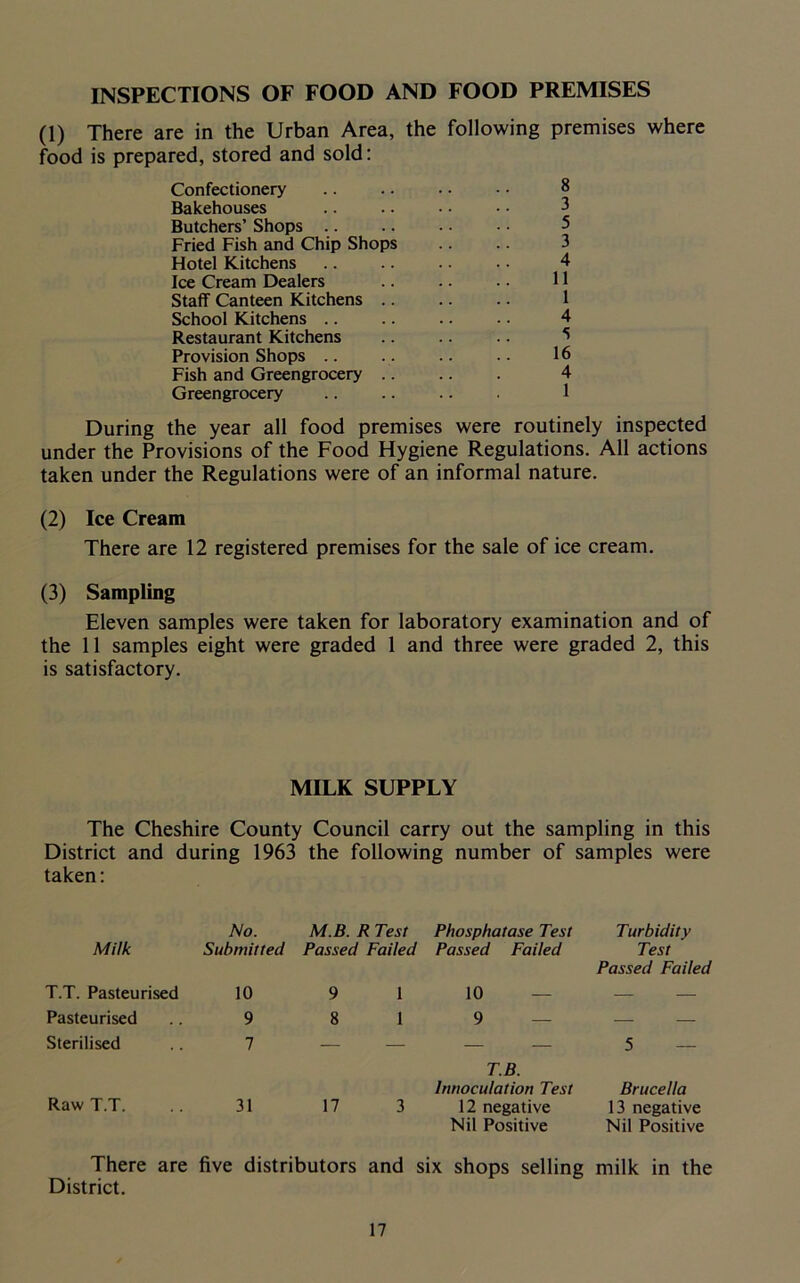 INSPECTIONS OF FOOD AND FOOD PREMISES
(1) There are in the Urban Area, the following premises where
food is prepared, stored and sold:
Confectionery .. .. .. .. 8
Bakehouses .. .. .. .. 3
Butchers' Shops .. .. .. .. 5
Fried Fish and Chip Shops .. .. 3
Hotel Kitchens .. .. .. .. 4
Ice Cream Dealers .. .. .. 11
Staff Canteen Kitchens .. .. .. 1
School Kitchens .. .. .. .. 4
Restaurant Kitchens .. .. .. 5
Provision Shops .. .. .. .. 16
Fish and Greengrocery .. .. . 4
Greengrocery .. .. .. . 1
During the year all food premises were routinely inspected
under the Provisions of the Food Hygiene Regulations. All actions
taken under the Regulations were of an informal nature.
(2) Ice Cream
There are 12 registered premises for the sale of ice cream.
(3) Sampling
Eleven samples were taken for laboratory examination and of
the 11 samples eight were graded 1 and three were graded 2, this
is satisfactory.
MILK SUPPLY
The Cheshire County Council carry out the sampling in this
District and during 1963 the following number of samples were
taken:
No. M.B. R Test Phosphatase Test Turbidity
Milk Submitted Passed Failed Passed Failed Test
Passed Failed
T.T. Pasteurised 10 9 1 10 — — —
Pasteurised .. 9 8 1 9 — — —
Sterilised .. 7 — — — — 5 —
T.B.
Innoculation Test Brucella
Raw T.T. .. 31 17 3 12 negative 13 negative
Nil Positive Nil Positive
There are five distributors and six shops selling milk in the
District.
17